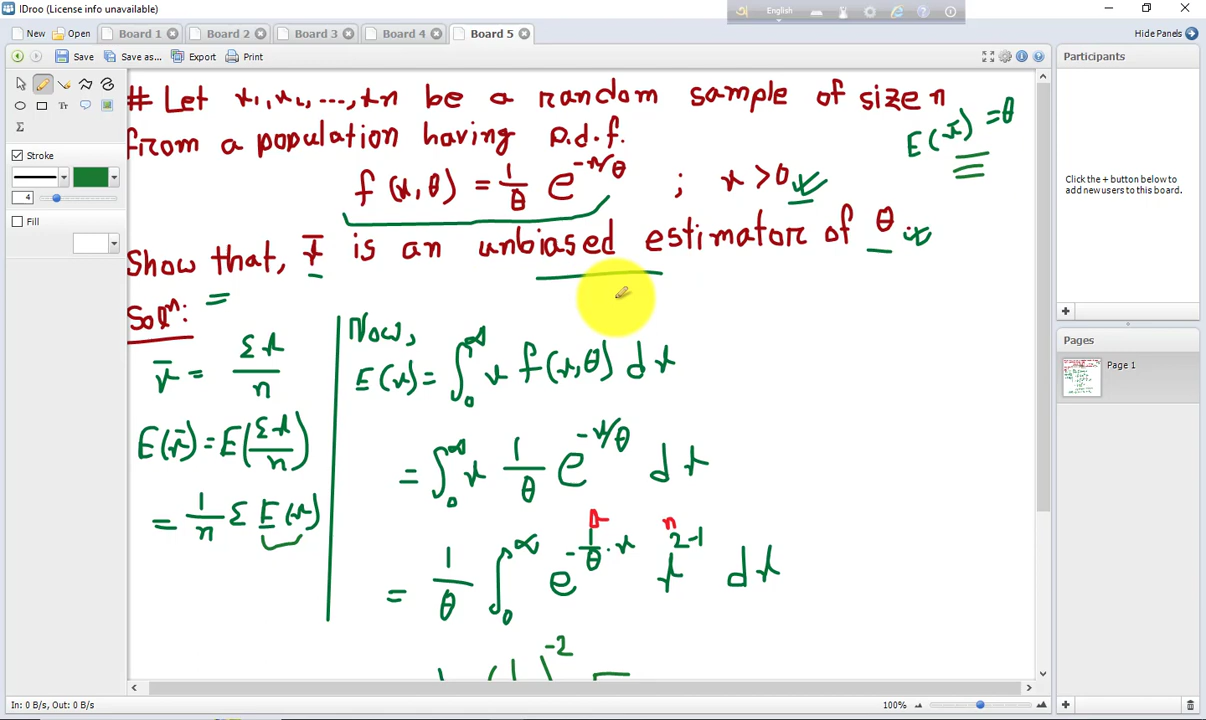 IDroo (License info unavailable)
English
New Open Board 1 Board 2 Board 3 Board 4 Board 5 Hide Panels
Save Save as... Export Print
Participants
Click the + button below to
add new users to this board.
Pages
Page 1
Stroke
4
Fill
Tr
Σ
# Let x₁,x₂,...,xn be a random sample of size n
from a population having p.d.f.
E(x̄) = θ
f(x,θ) = 1/θ e^(-x/θ) ; x>0
Show that, x̄ is an unbiased estimator of θ
Solⁿ:
x̄ = Σx/n
E(x̄) = E(Σx/n)
= 1/n Σ E(x)
Now,
E(x) = ∫₀^∞ x f(x,θ) dx
= ∫₀^∞ x 1/θ e^(-x/θ) dx
n
= 1/θ ∫₀^∞ e^(-1/θ·x) x^(2-1) dx
-2
In: 0 B/s, Out: 0 B/s 100%